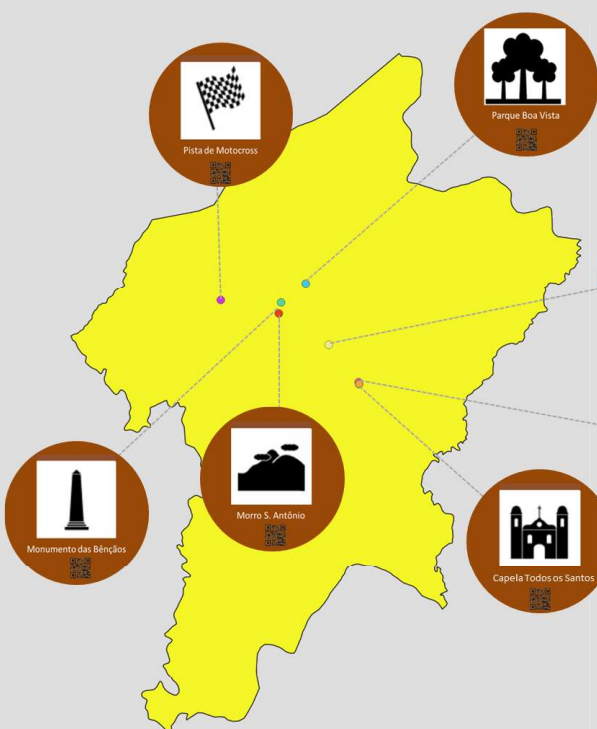 Parque Boa Vista
Pista de Motocross
Morro S. Antônio
Monumento das Bênçãos
Capela Todos os Santos